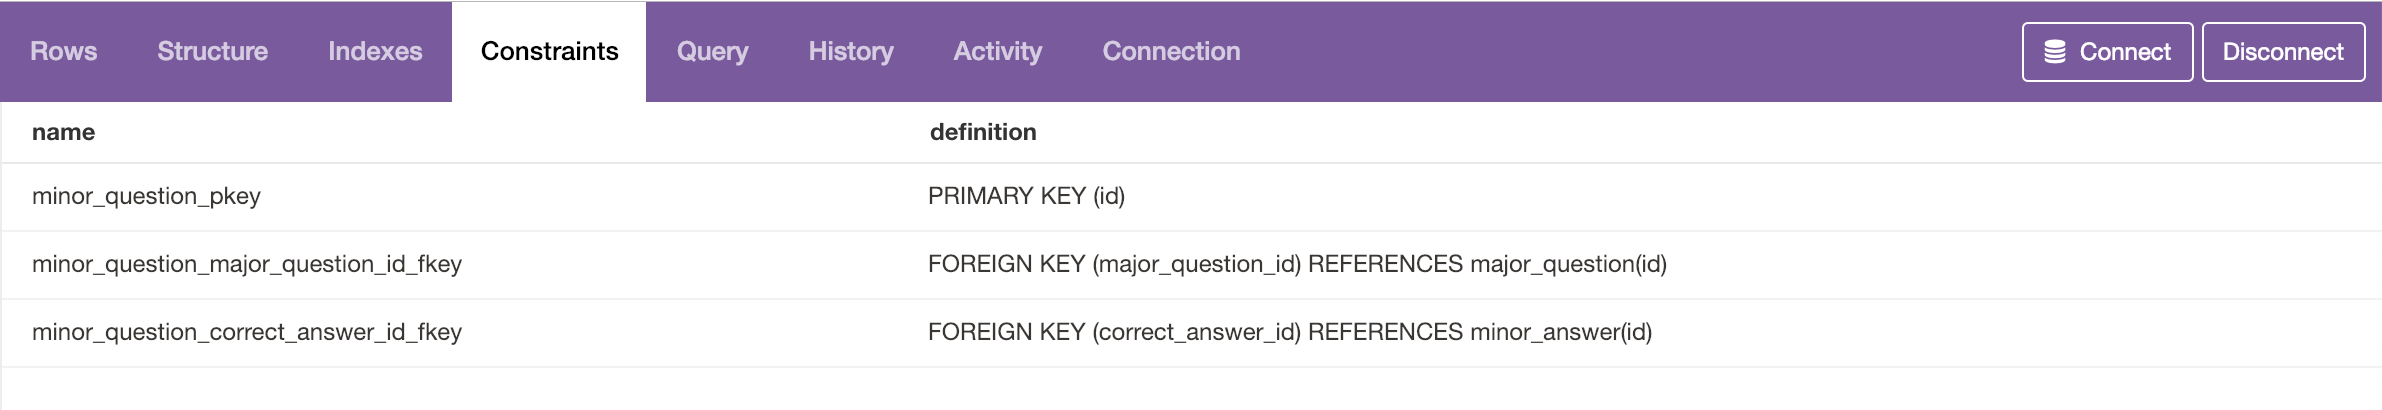 Rows Structure Indexes Constraints Query History Activity Connection Connect Disconnect
name definition
minor_question_pkey PRIMARY KEY (id)
minor_question_major_question_id_fkey FOREIGN KEY (major_question_id) REFERENCES major_question(id)
minor_question_correct_answer_id_fkey FOREIGN KEY (correct_answer_id) REFERENCES minor_answer(id)